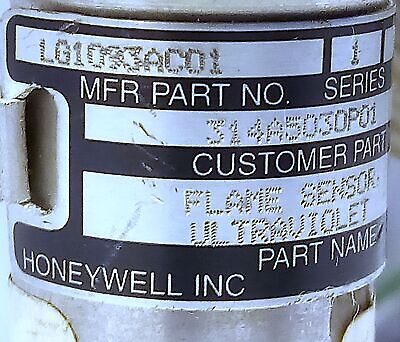 LG1093AC01 1
MFR PART NO. SERIES
314A5030P01
CUSTOMER PART
FLAME SENSOR:
ULTRAVIOLET
PART NAME
HONEYWELL INC